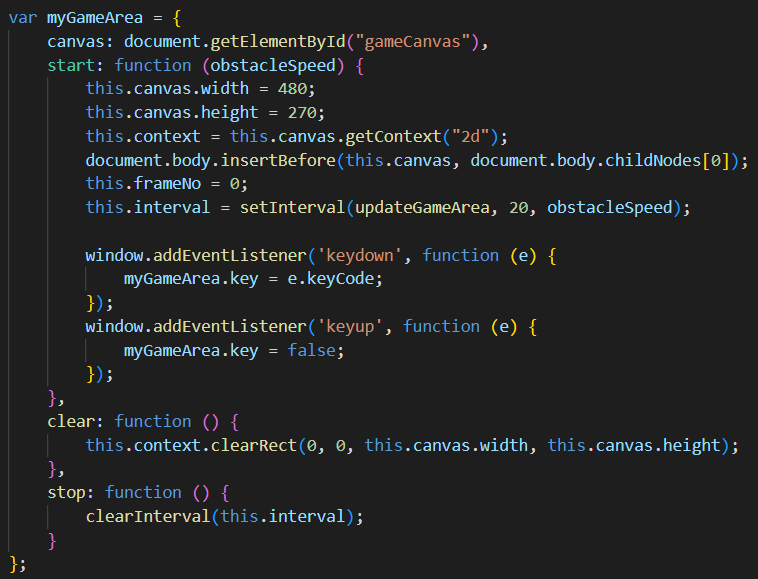 var myGameArea = {
    canvas: document.getElementById("gameCanvas"),
    start: function (obstacleSpeed) {
        this.canvas.width = 480;
        this.canvas.height = 270;
        this.context = this.canvas.getContext("2d");
        document.body.insertBefore(this.canvas, document.body.childNodes[0]);
        this.frameNo = 0;
        this.interval = setInterval(updateGameArea, 20, obstacleSpeed);

        window.addEventListener('keydown', function (e) {
            myGameArea.key = e.keyCode;
        });
        window.addEventListener('keyup', function (e) {
            myGameArea.key = false;
        });
    },
    clear: function () {
        this.context.clearRect(0, 0, this.canvas.width, this.canvas.height);
    },
    stop: function () {
        clearInterval(this.interval);
    }
};